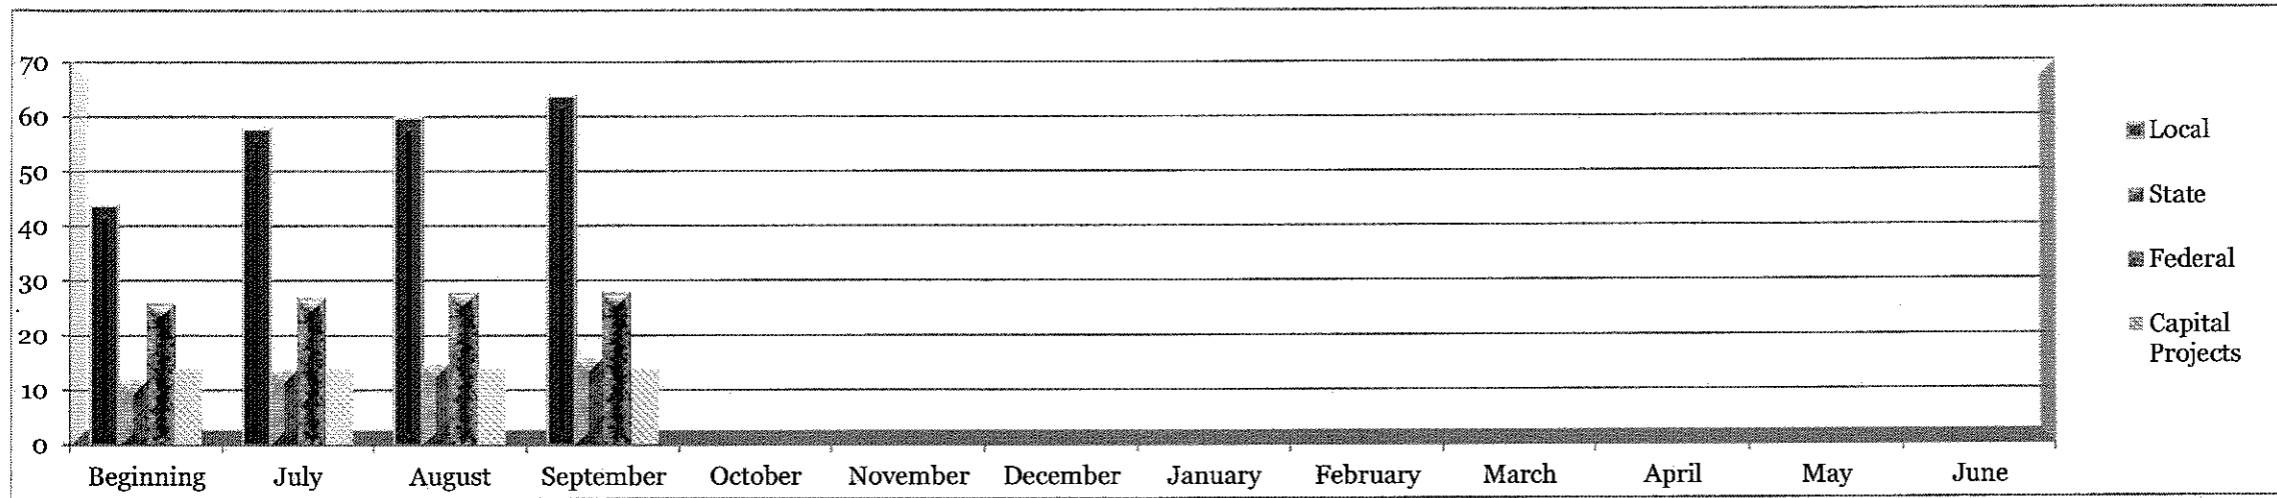 70
60
50
40
30
20
10
0
Beginning July August September October November December January February March April May June
Local
State
Federal
Capital
Projects